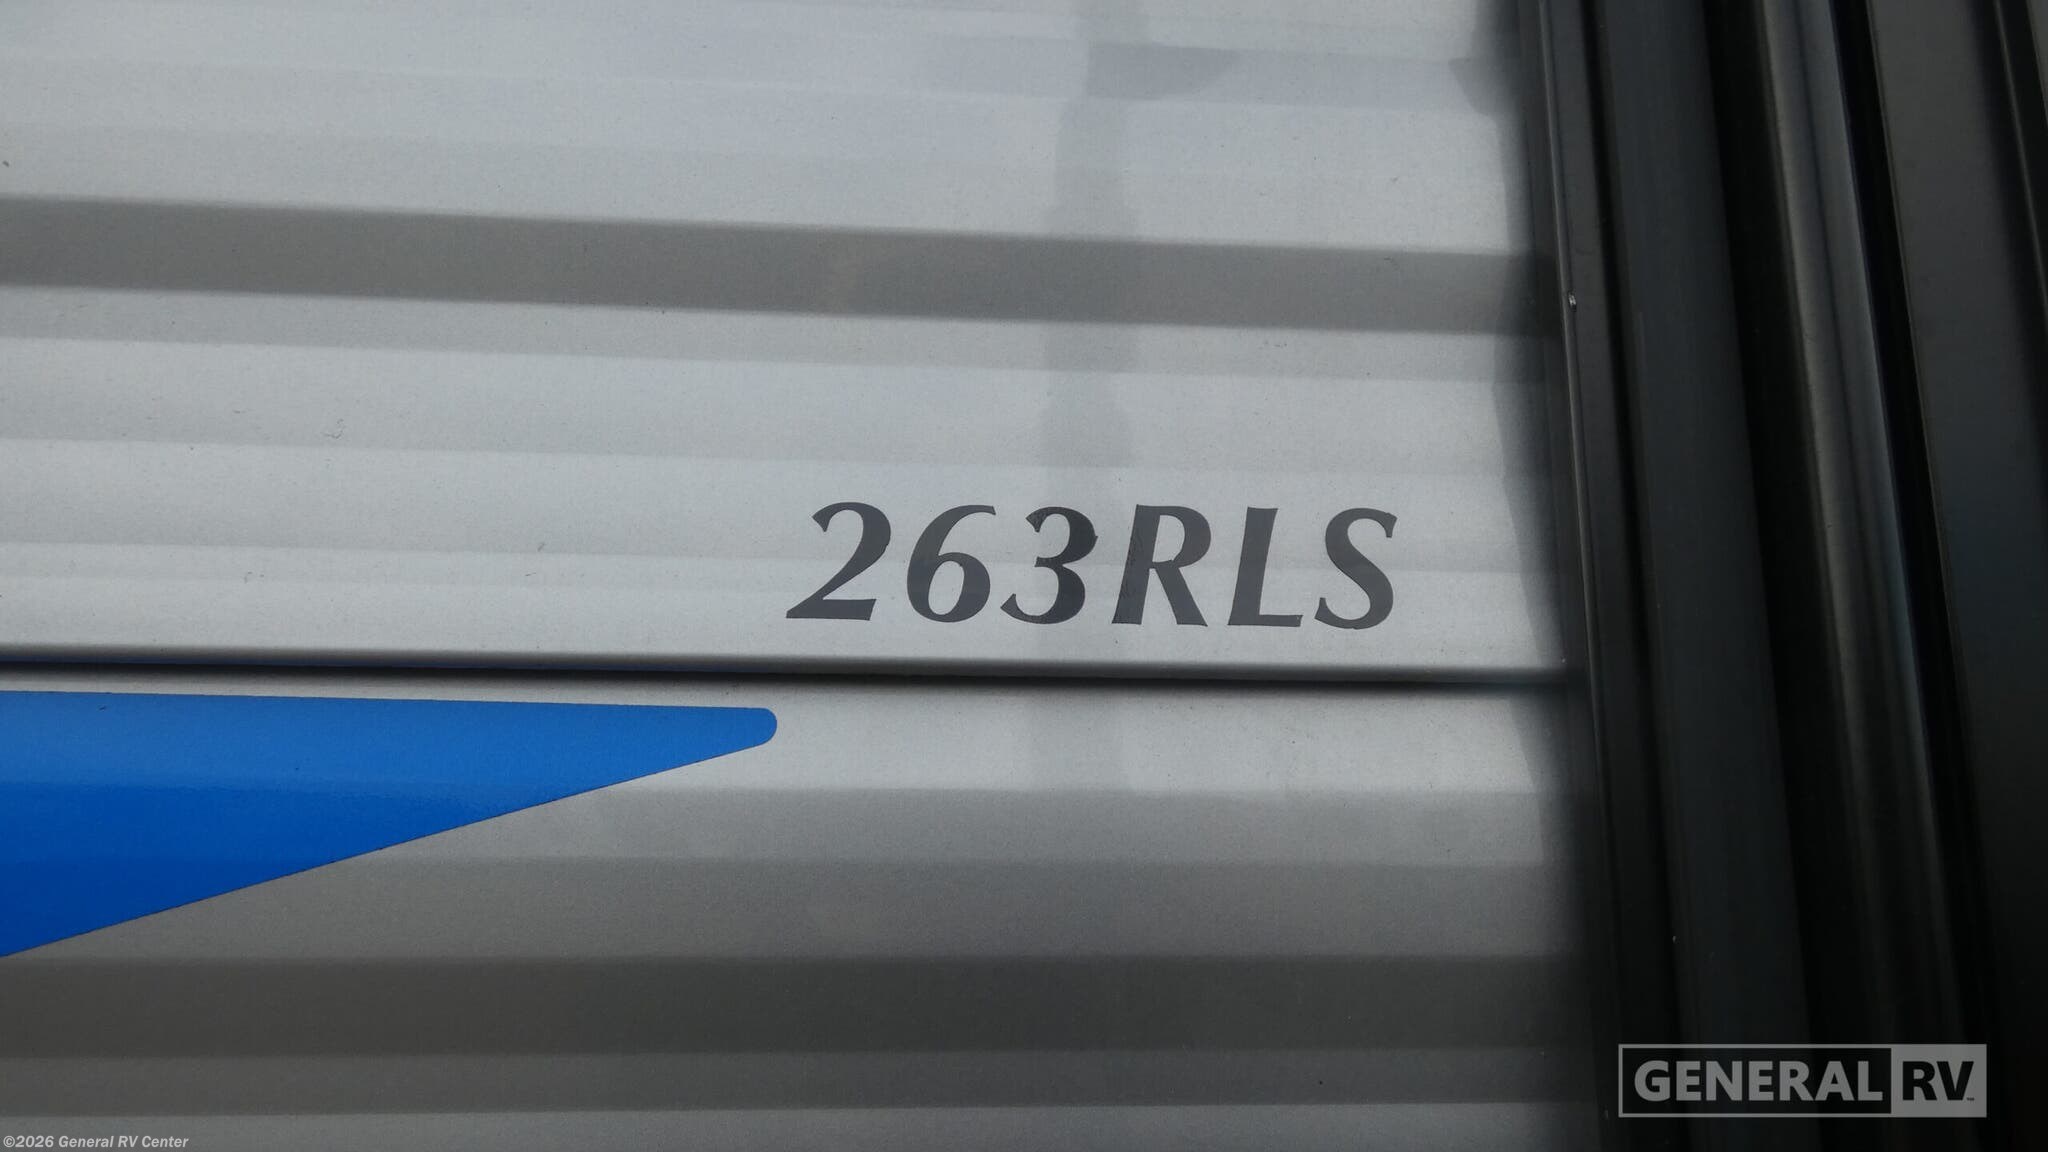 263RLS
GENERAL RV
©2026 General RV Center